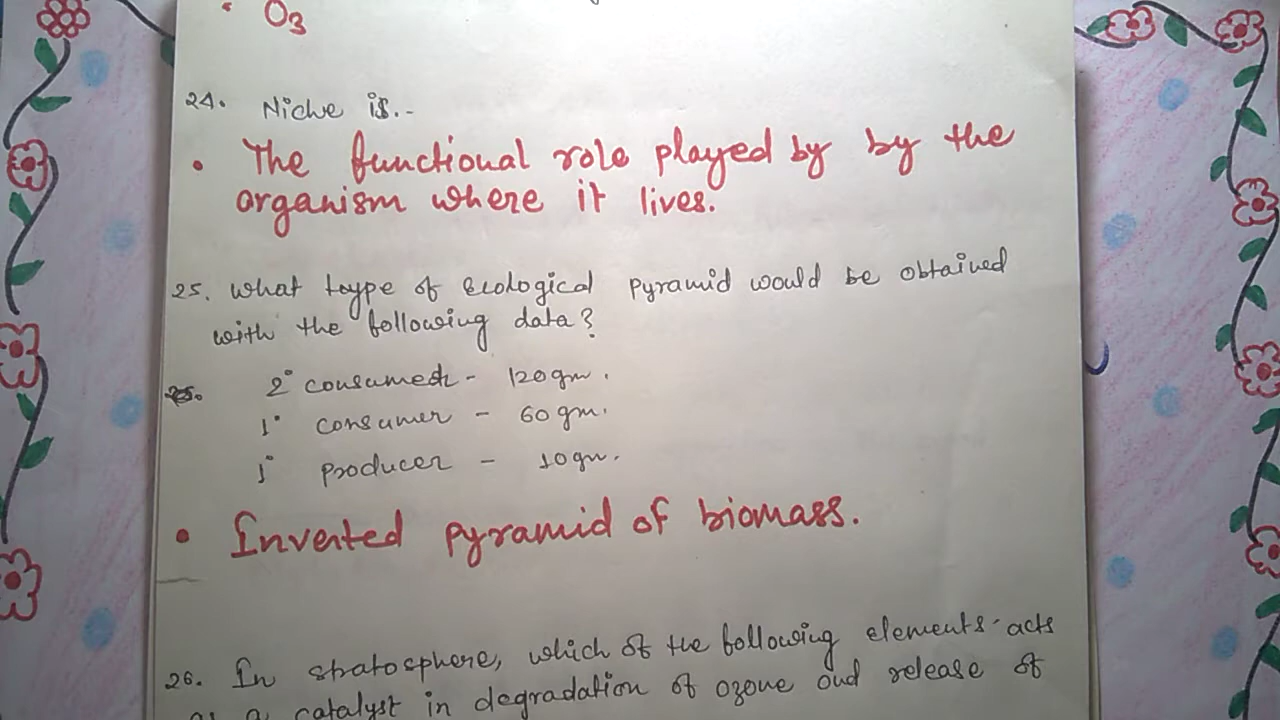 • O3
24. Niche is.-
• The functional role played by by the
organism where it lives.
25. What type of Ecological pyramid would be obtained
with the following data?
2° consumer - 120gm.
1° consumer - 60 gm.
1° producer - 10gm.
• Inverted pyramid of biomass.
26. In stratosphere, which of the following elements acts
as a catalyst in degradation of ozone and release of